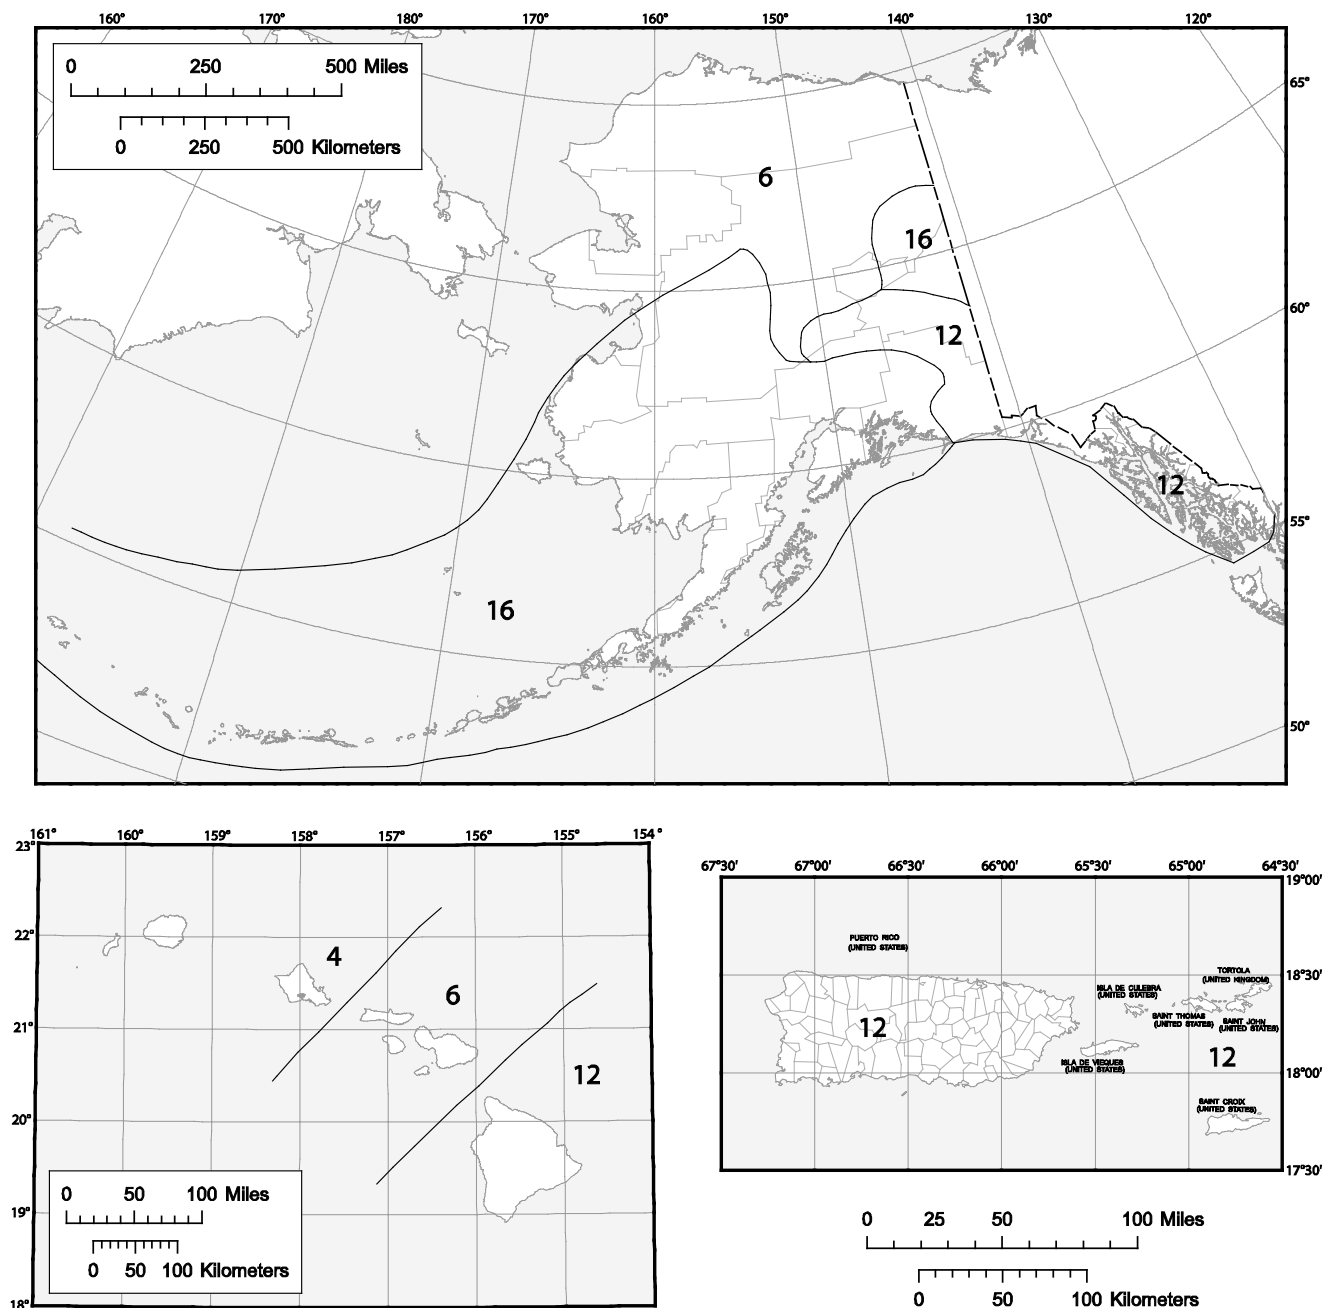 160° 170° 180° 170° 160° 150° 140° 130° 120°
0 250 500 Miles
0 250 500 Kilometers
65°
6
16
60°
12
12
55°
16
50°
161° 160° 159° 158° 157° 156° 155° 154°
23°
22°
4
6
21°
12
20°
0 50 100 Miles
19°
0 50 100 Kilometers
18°
67°30' 67°00' 66°30' 66°00' 65°30' 65°00' 64°30'
19°00'
PUERTO RICO
(UNITED STATES)
18°30'
TORTOLA
(UNITED KINGDOM)
ISLA DE CULEBRA
(UNITED STATES)
SAINT THOMAS
(UNITED STATES)
SAINT JOHN
(UNITED STATES)
12
12
ISLA DE VIEQUES
(UNITED STATES)
18°00'
SAINT CROIX
(UNITED STATES)
17°30'
0 25 50 100 Miles
0 50 100 Kilometers